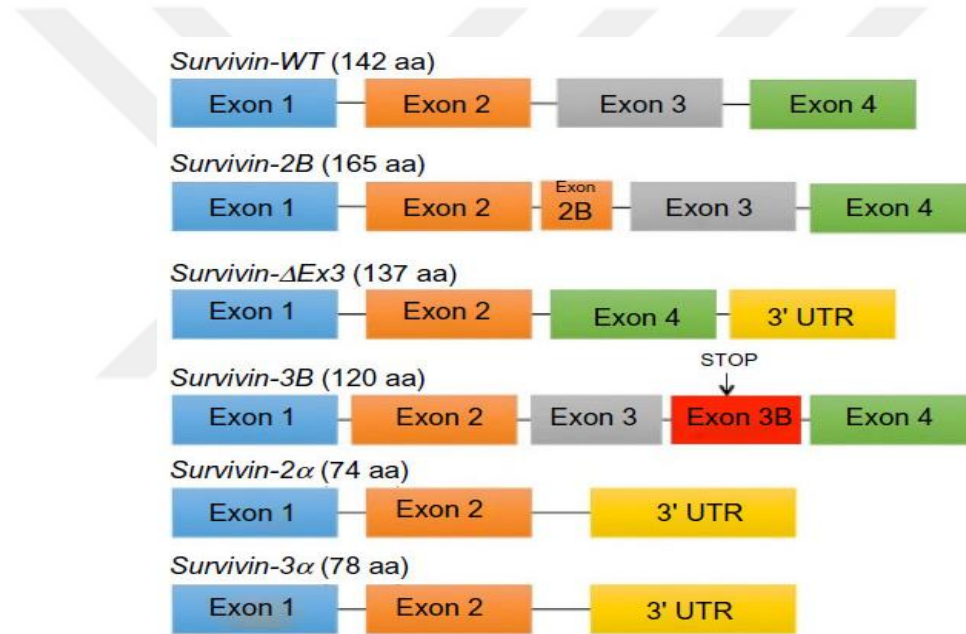 Survivin-WT (142 aa)
Exon 1 Exon 2 Exon 3 Exon 4
Survivin-2B (165 aa)
Exon 1 Exon 2 Exon 2B Exon 3 Exon 4
Survivin-ΔEx3 (137 aa)
Exon 1 Exon 2 Exon 4 3' UTR
STOP
Survivin-3B (120 aa)
Exon 1 Exon 2 Exon 3 Exon 3B Exon 4
Survivin-2α (74 aa)
Exon 1 Exon 2 3' UTR
Survivin-3α (78 aa)
Exon 1 Exon 2 3' UTR